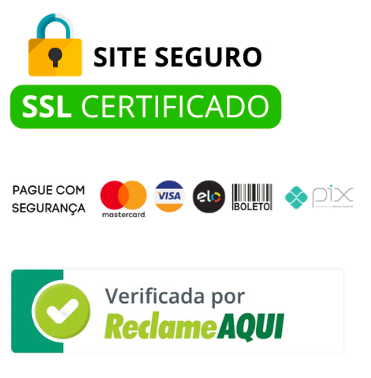 SITE SEGURO
SSL CERTIFICADO
PAGUE COM
SEGURANÇA
mastercard
VISA
elo
BOLETO
pix
Verificada por
ReclameAQUI